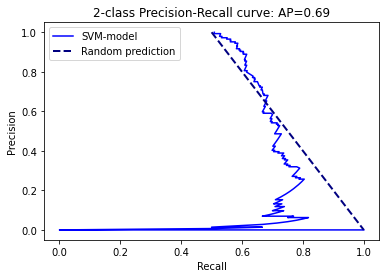 2-class Precision-Recall curve: AP=0.69
SVM-model
Random prediction
Precision
1.0
0.8
0.6
0.4
0.2
0.0
0.0 0.2 0.4 0.6 0.8 1.0
Recall